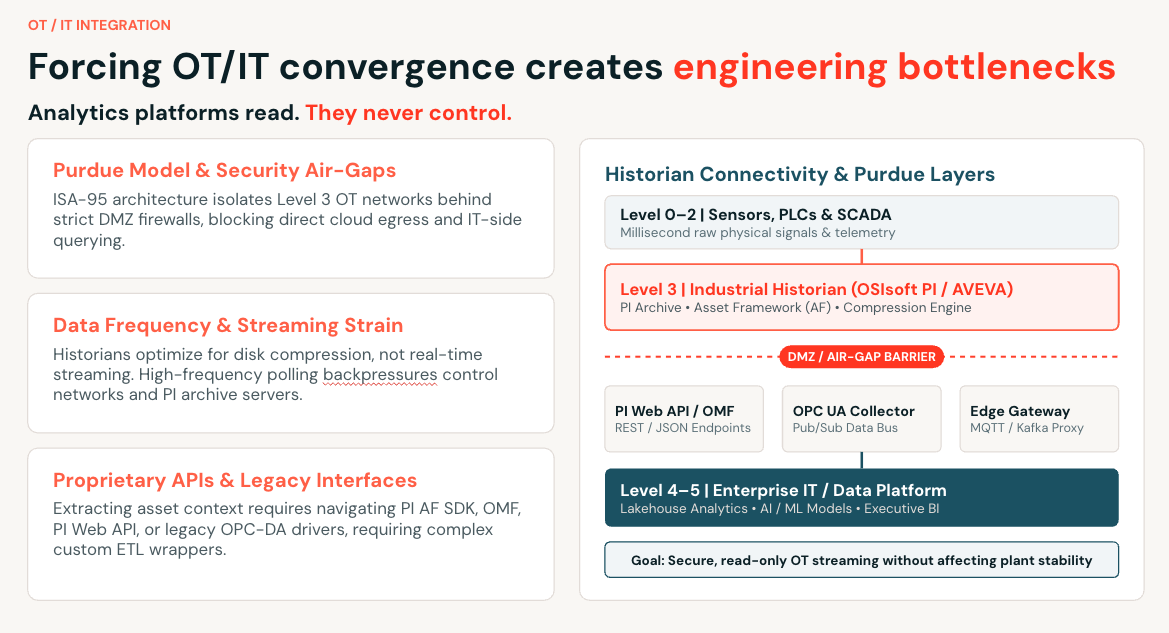 OT / IT INTEGRATION
Forcing OT/IT convergence creates engineering bottlenecks
Analytics platforms read. They never control.
Purdue Model & Security Air-Gaps
ISA-95 architecture isolates Level 3 OT networks behind
strict DMZ firewalls, blocking direct cloud egress and IT-side
querying.
Data Frequency & Streaming Strain
Historians optimize for disk compression, not real-time
streaming. High-frequency polling backpressures control
networks and PI archive servers.
Proprietary APIs & Legacy Interfaces
Extracting asset context requires navigating PI AF SDK, OMF,
PI Web API, or legacy OPC-DA drivers, requiring complex
custom ETL wrappers.
Historian Connectivity & Purdue Layers
Level 0–2 | Sensors, PLCs & SCADA
Millisecond raw physical signals & telemetry
Level 3 | Industrial Historian (OSIsoft PI / AVEVA)
PI Archive • Asset Framework (AF) • Compression Engine
DMZ / AIR-GAP BARRIER
PI Web API / OMF
REST / JSON Endpoints
OPC UA Collector
Pub/Sub Data Bus
Edge Gateway
MQTT / Kafka Proxy
Level 4–5 | Enterprise IT / Data Platform
Lakehouse Analytics • AI / ML Models • Executive BI
Goal: Secure, read-only OT streaming without affecting plant stability